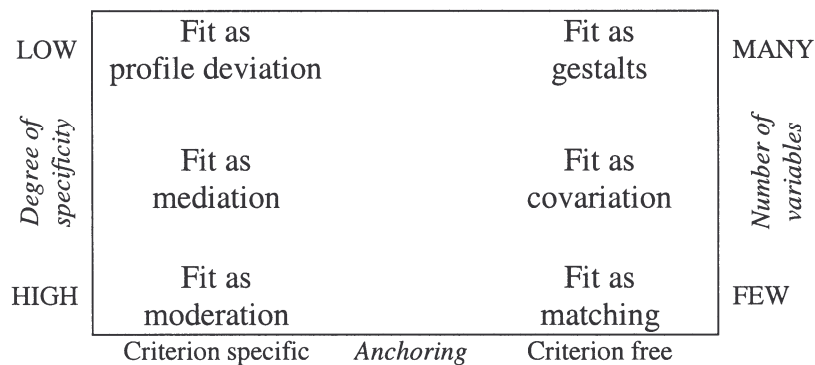 LOW
Fit as
profile deviation
Fit as
gestalts
MANY
Degree of
specificity
Fit as
mediation
Fit as
covariation
Number of
variables
HIGH
Fit as
moderation
Fit as
matching
FEW
Criterion specific
Anchoring
Criterion free